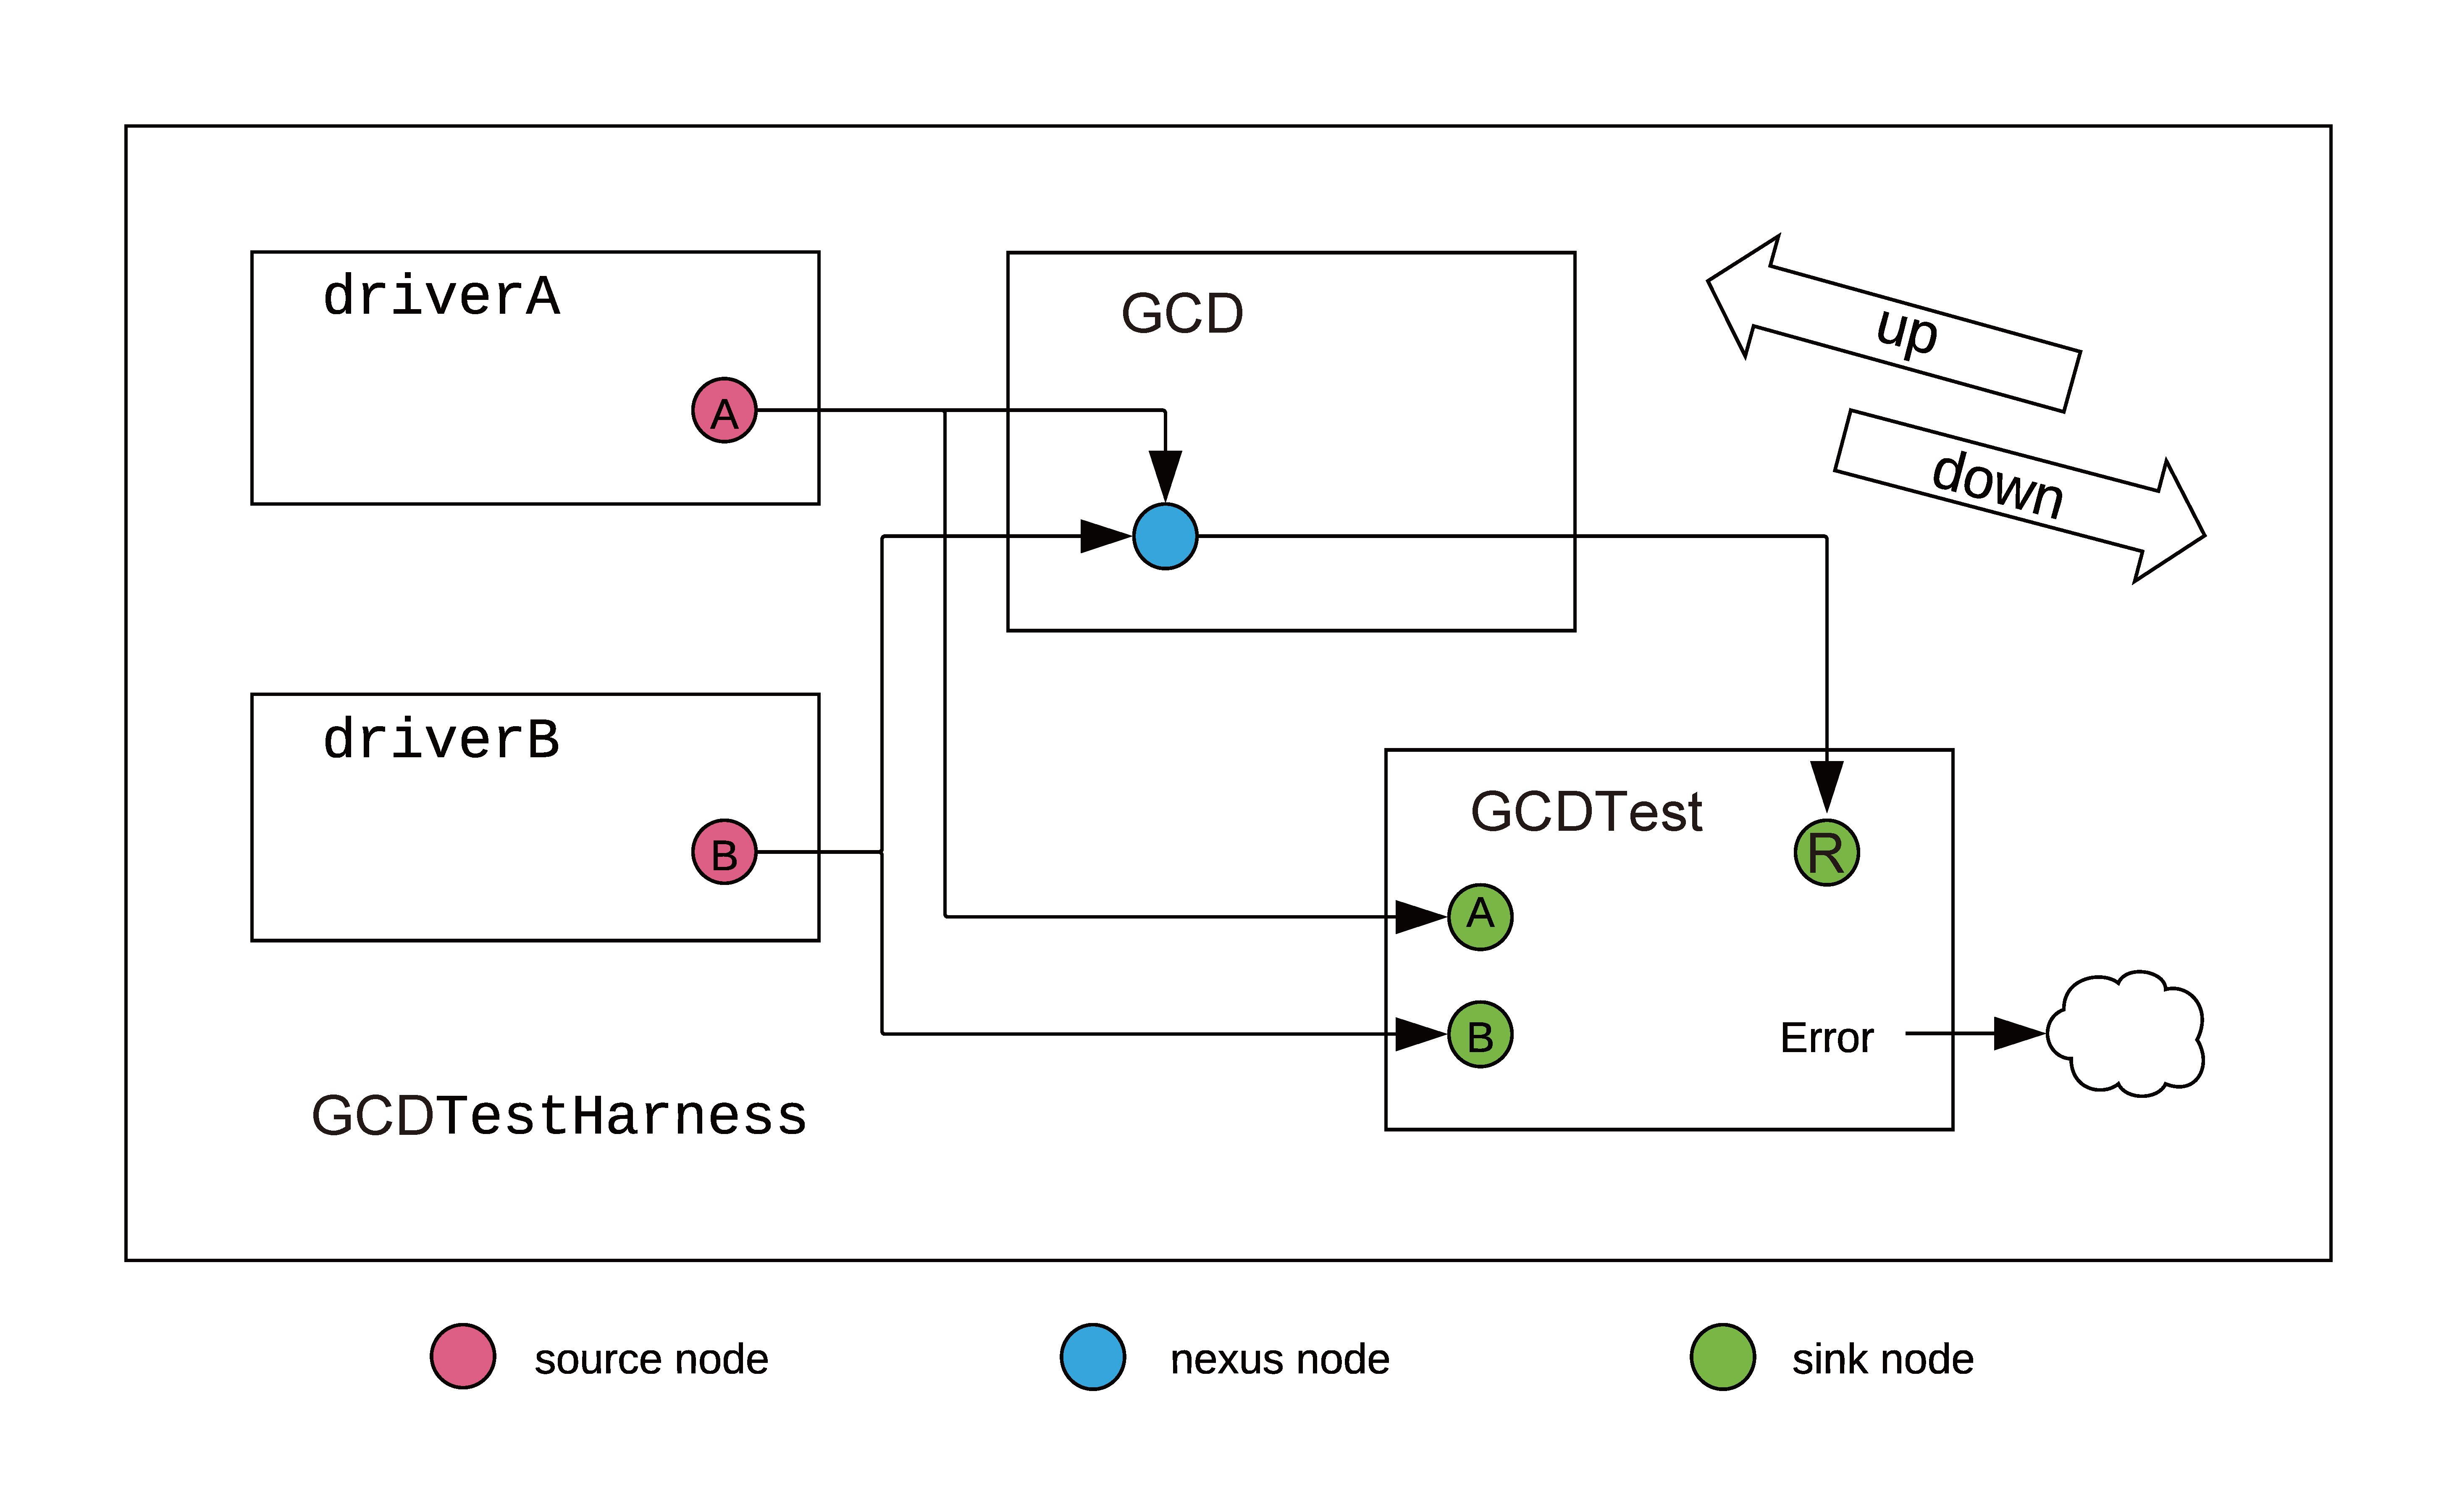 driverA
A
GCD
up
down
driverB
B
GCDTest
R
A
B
Error
GCDTestHarness
source node
nexus node
sink node